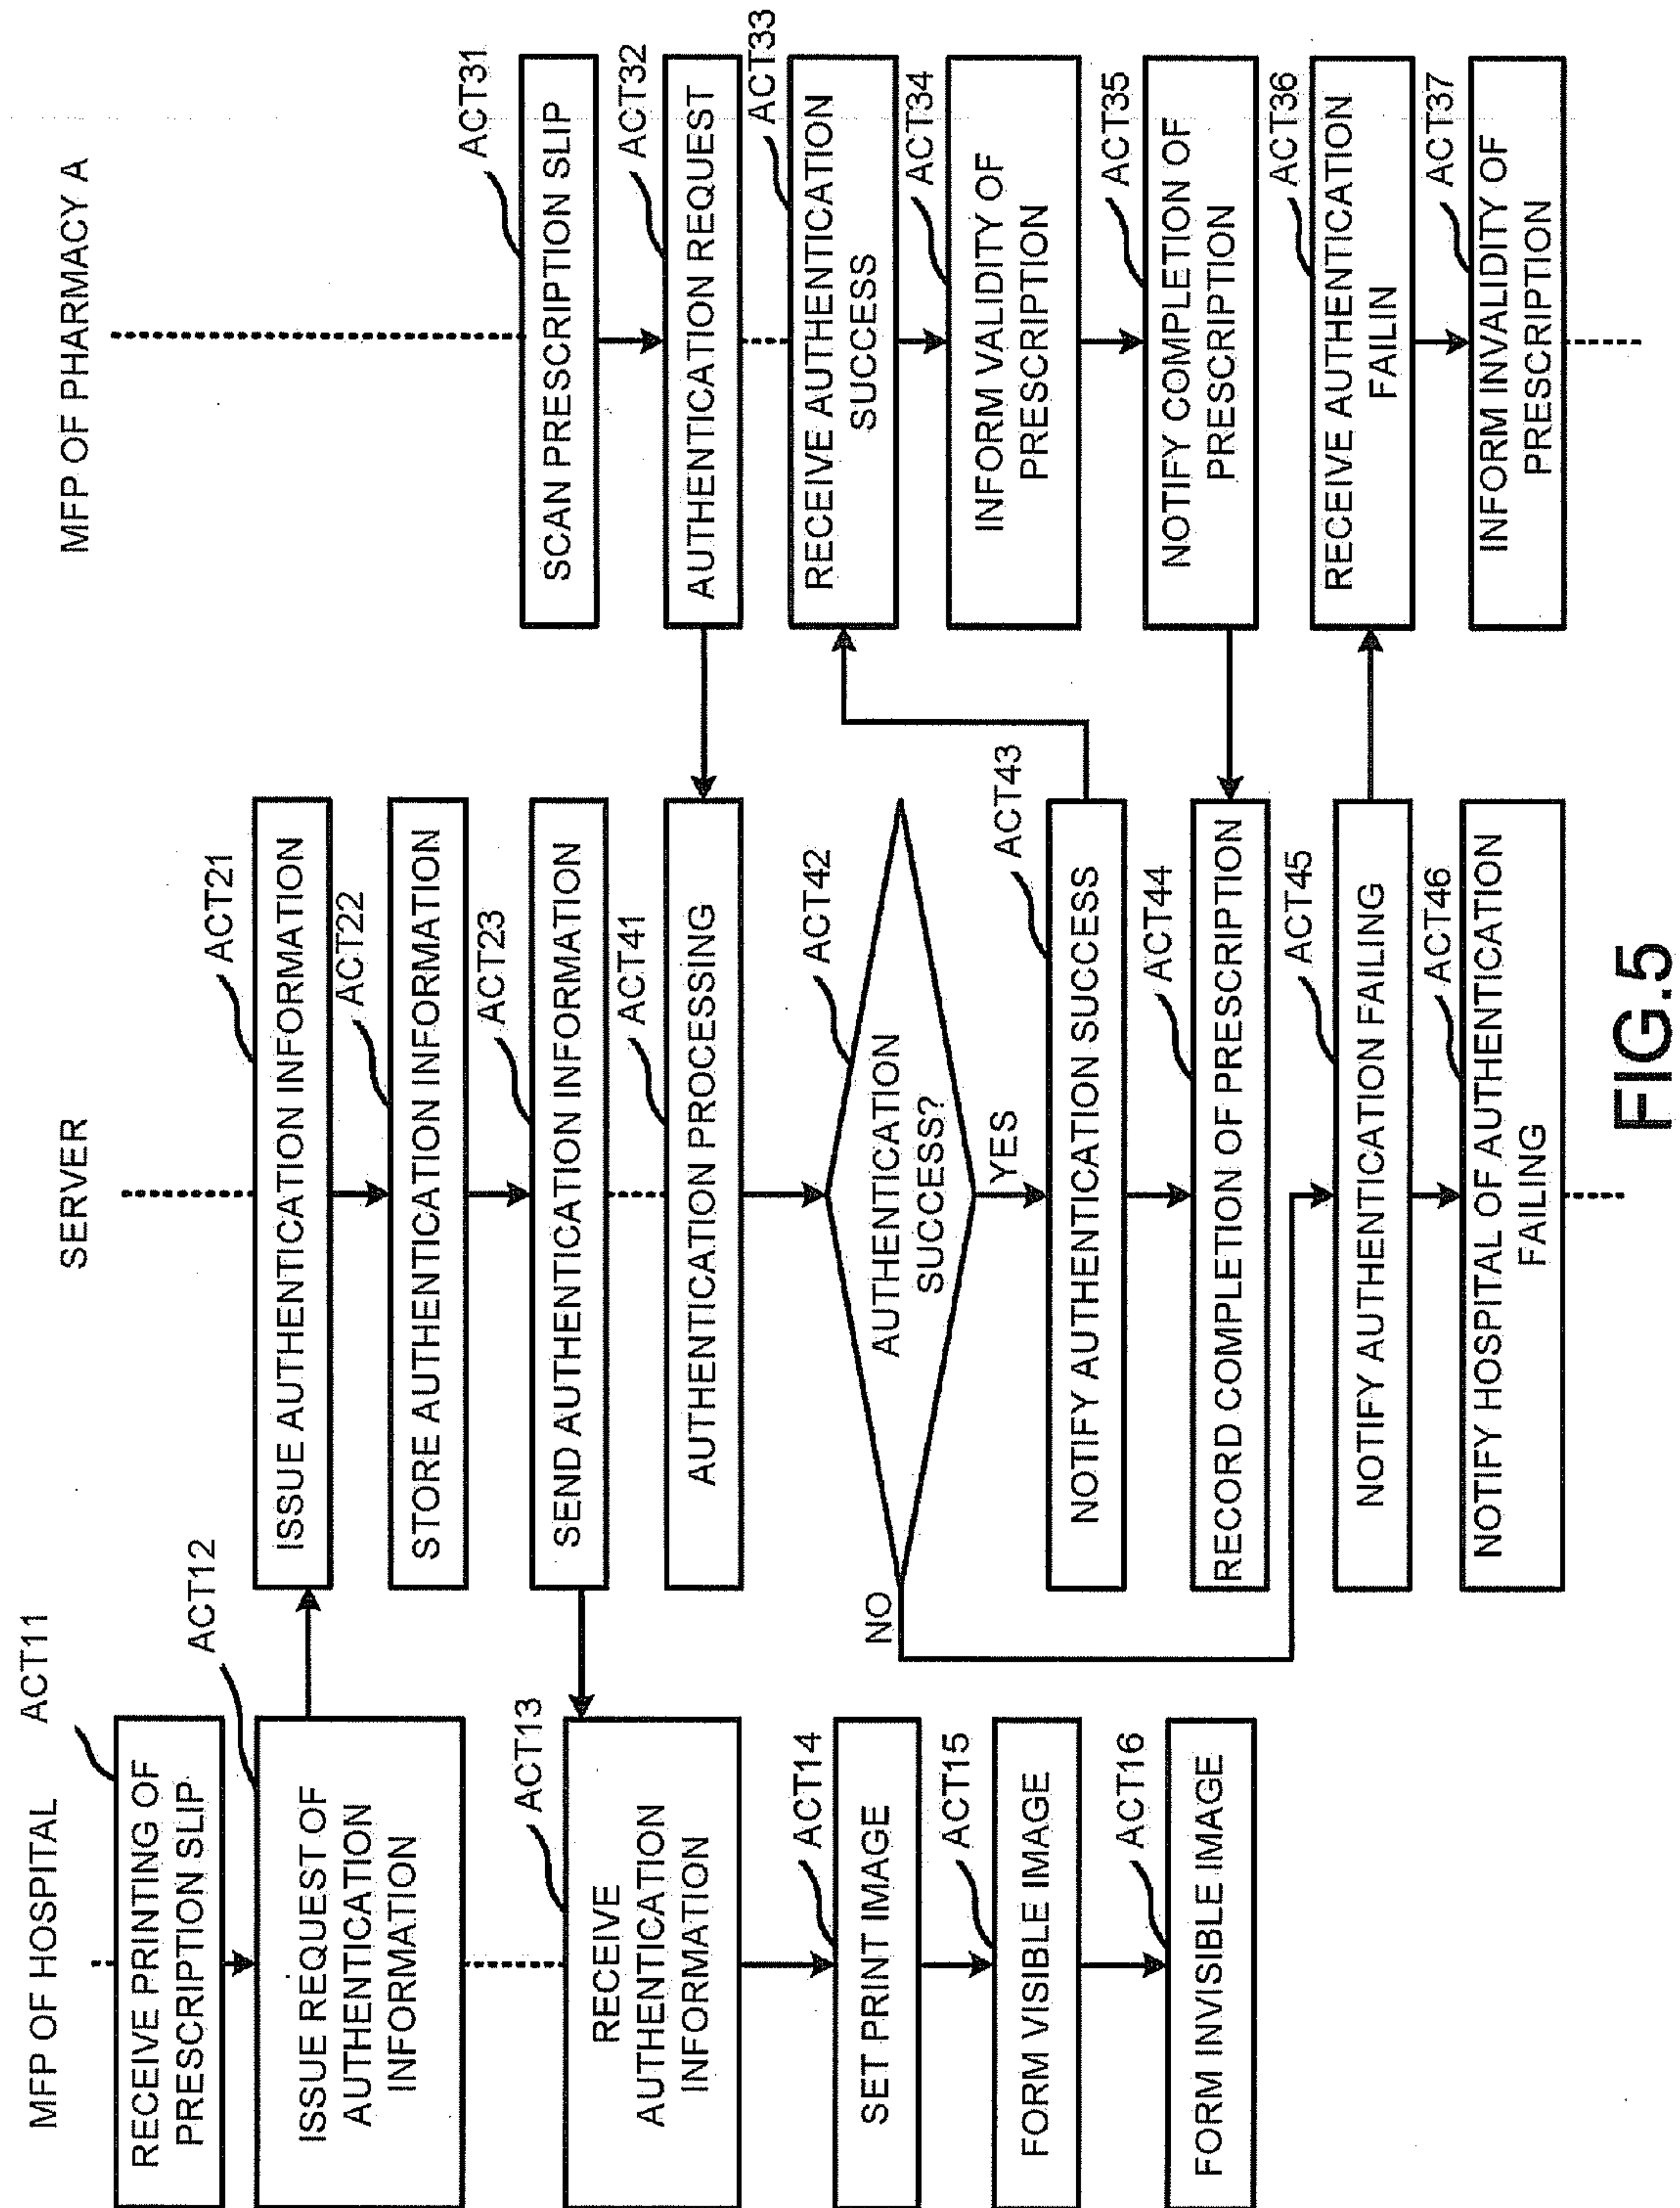 MFP OF HOSPITAL
ACT11
RECEIVE PRINTING OF
PRESCRIPTION SLIP
ACT12
ISSUE REQUEST OF
AUTHENTICATION
INFORMATION
ACT13
RECEIVE
AUTHENTICATION
INFORMATION
ACT14
SET PRINT IMAGE
ACT15
FORM VISIBLE IMAGE
ACT16
FORM INVISIBLE IMAGE
SERVER
ACT21
ISSUE AUTHENTICATION INFORMATION
ACT22
STORE AUTHENTICATION INFORMATION
ACT23
SEND AUTHENTICATION INFORMATION
ACT41
AUTHENTICATION PROCESSING
ACT42
AUTHENTICATION
SUCCESS?
NO
YES
ACT43
NOTIFY AUTHENTICATION SUCCESS
ACT44
RECORD COMPLETION OF PRESCRIPTION
ACT45
NOTIFY AUTHENTICATION FAILING
ACT46
NOTIFY HOSPITAL OF AUTHENTICATION
FAILING
MFP OF PHARMACY A
ACT31
SCAN PRESCRIPTION SLIP
ACT32
AUTHENTICATION REQUEST
ACT33
RECEIVE AUTHENTICATION
SUCCESS
ACT34
INFORM VALIDITY OF
PRESCRIPTION
ACT35
NOTIFY COMPLETION OF
PRESCRIPTION
ACT36
RECEIVE AUTHENTICATION
FAILIN
ACT37
INFORM INVALIDITY OF
PRESCRIPTION
FIG.5